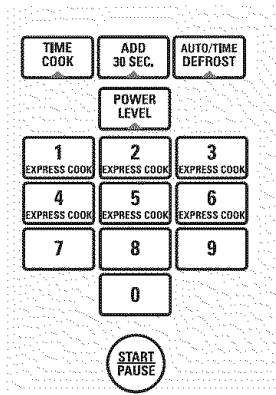 TIME ADD AUTO/TIME
COOK 30 SEC. DEFROST
POWER
LEVEL
1 2 3
EXPRESS COOK EXPRESS COOK EXPRESS COOK
4 5 6
EXPRESS COOK EXPRESS COOK EXPRESS COOK
7 8 9
0
START
PAUSE